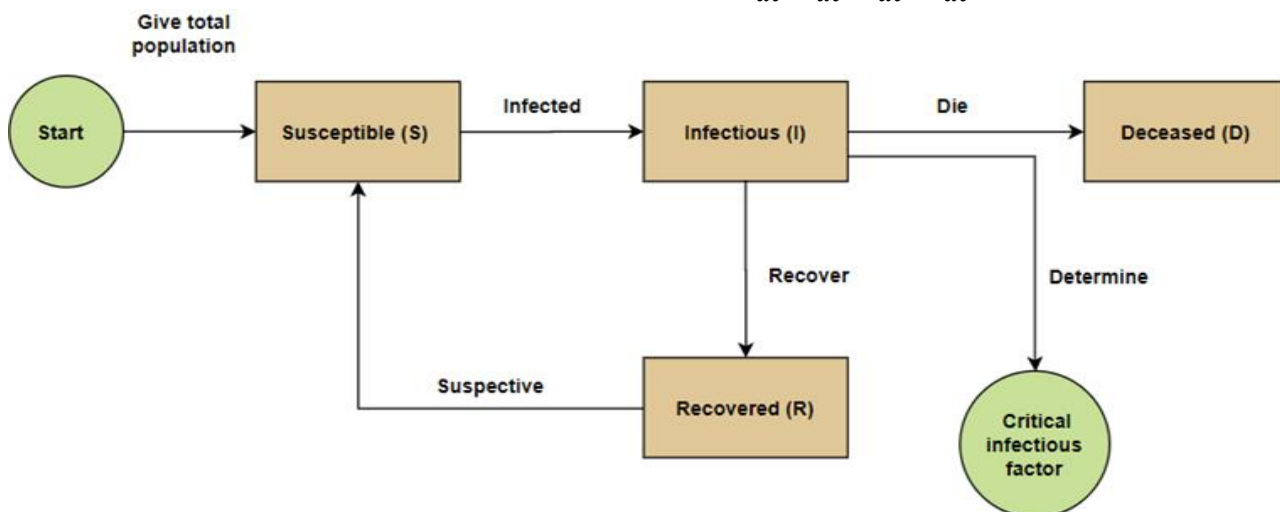 Give total
population
Start
Susceptible (S)
Infected
Infectious (I)
Die
Deceased (D)
Recover
Determine
Suspective
Recovered (R)
Critical
infectious
factor